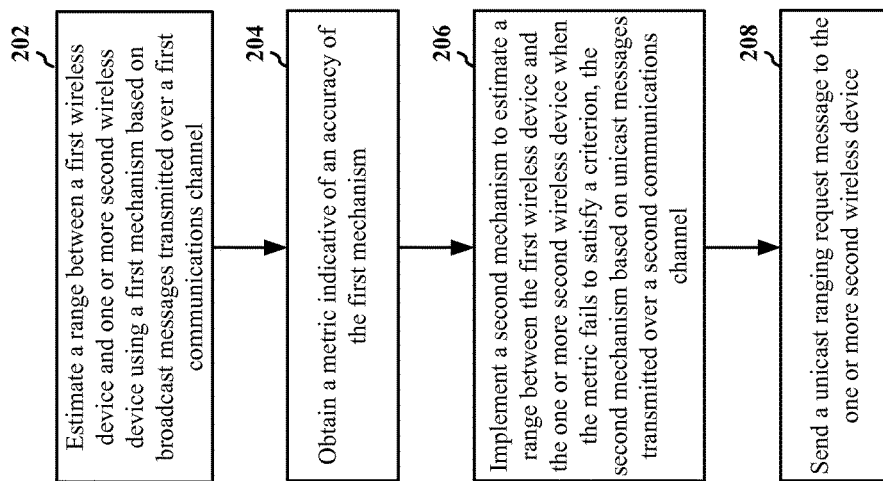 202
Estimate a range between a first wireless
device and one or more second wireless
device using a first mechanism based on
broadcast messages transmitted over a first
communications channel
204
Obtain a metric indicative of an accuracy of
the first mechanism
206
Implement a second mechanism to estimate a
range between the first wireless device and
the one or more second wireless device when
the metric fails to satisfy a criterion, the
second mechanism based on unicast messages
transmitted over a second communications
channel
208
Send a unicast ranging request message to the
one or more second wireless device